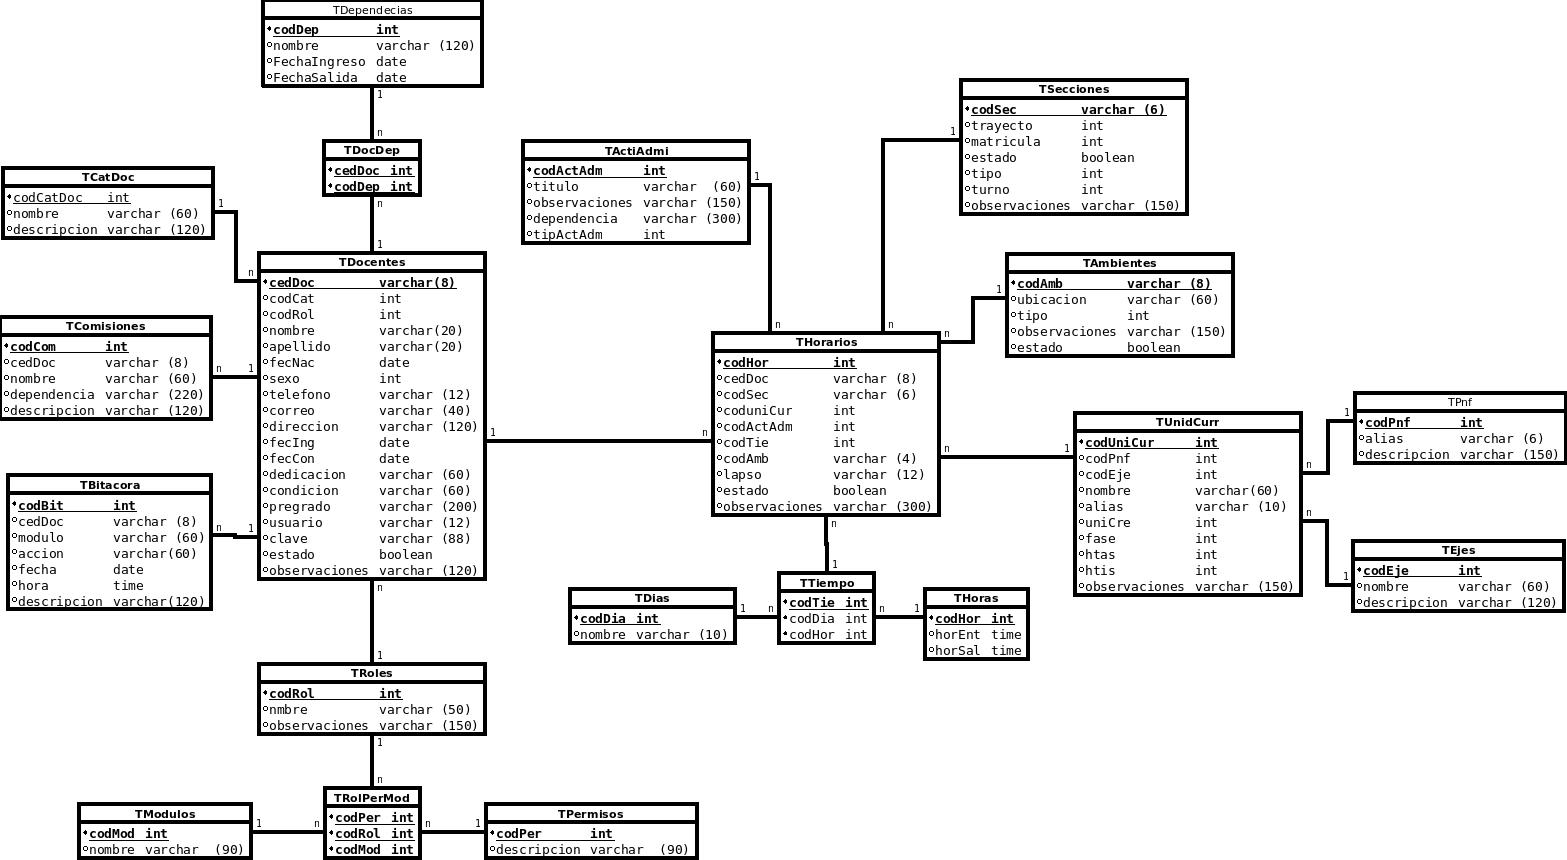 TDependecias
codDep int
nombre varchar (120)
FechaIngreso date
FechaSalida date
1
n
TDocDep
cedDoc int
codDep int
n
1
TCatDoc
codCatDoc int
nombre varchar (60)
descripcion varchar (120)
1
n
TComisiones
codCom int
cedDoc varchar (8)
nombre varchar (60)
dependencia varchar (220)
descripcion varchar (120)
n
1
TBitacora
codBit int
cedDoc varchar (8)
modulo varchar (60)
accion varchar(60)
fecha date
hora time
descripcion varchar(120)
n
1
TDocentes
cedDoc varchar(8)
codCat int
codRol int
nombre varchar(20)
apellido varchar(20)
fecNac date
sexo int
telefono varchar (12)
correo varchar (40)
direccion varchar (120)
fecIng date
fecCon date
dedicacion varchar (60)
condicion varchar (60)
pregrado varchar (200)
usuario varchar (12)
clave varchar (88)
estado boolean
observaciones varchar (120)
1
n
n
1
TRoles
codRol int
nmbre varchar (50)
observaciones varchar (150)
1
n
TModulos
codMod int
nombre varchar (90)
1
n
TRolPerMod
codPer int
codRol int
codMod int
n
1
TPermisos
codPer int
descripcion varchar (90)
TActiAdmi
codActAdm int
titulo varchar (60)
observaciones varchar (150)
dependencia varchar (300)
tipActAdm int
1
n
TSecciones
codSec varchar (6)
trayecto int
matricula int
estado boolean
tipo int
turno int
observaciones varchar (150)
1
n
TAmbientes
codAmb varchar (8)
ubicacion varchar (60)
tipo int
observaciones varchar (150)
estado boolean
1
n
THorarios
codHor int
cedDoc varchar (8)
codSec varchar (6)
coduniCur int
codActAdm int
codTie int
codAmb varchar (4)
lapso varchar (12)
estado boolean
observaciones varchar (300)
n
1
n
1
TUnidCurr
codUniCur int
codPnf int
codEje int
nombre varchar(60)
alias varchar (10)
uniCre int
fase int
htas int
htis int
observaciones varchar (150)
n
1
n
1
TPnf
codPnf int
alias varchar (6)
descripcion varchar (150)
TEjes
codEje int
nombre varchar (60)
descripcion varchar (120)
TDias
codDia int
nombre varchar (10)
1
n
TTiempo
codTie int
codDia int
codHor int
n
1
THoras
codHor int
horEnt time
horSal time